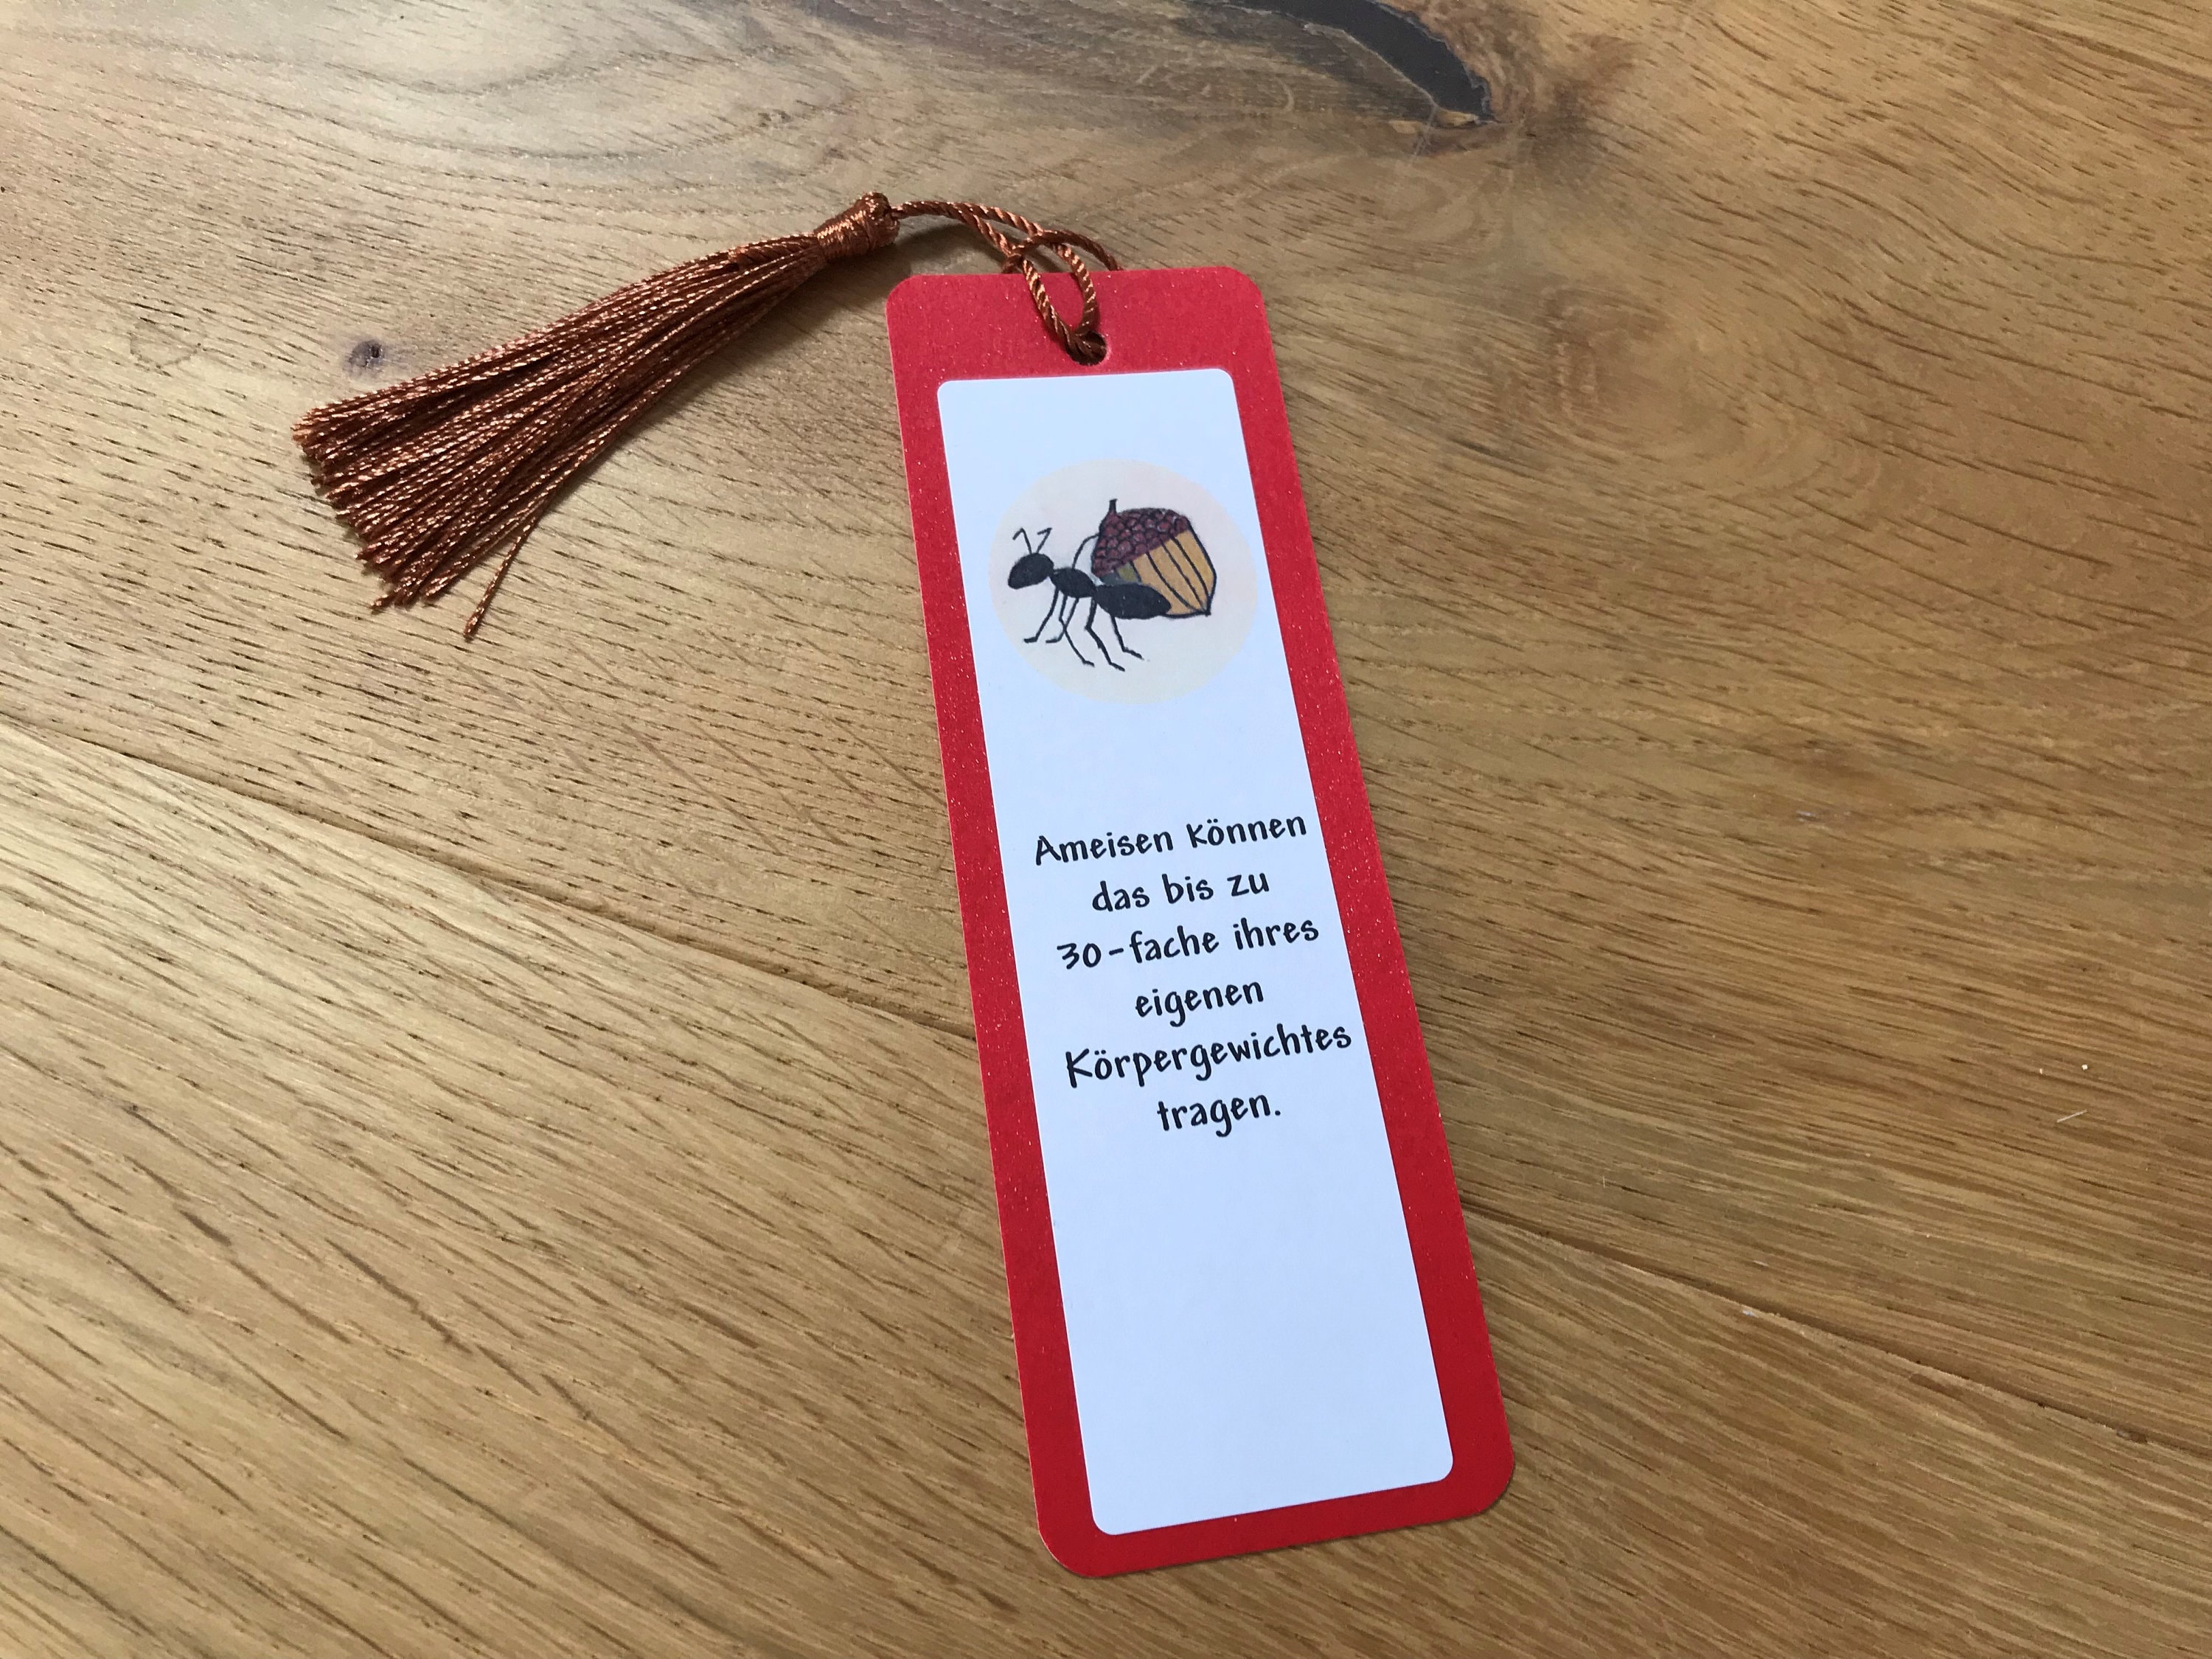 Ameisen können
das bis zu
30-fache ihres
eigenen
Körpergewichtes
tragen.